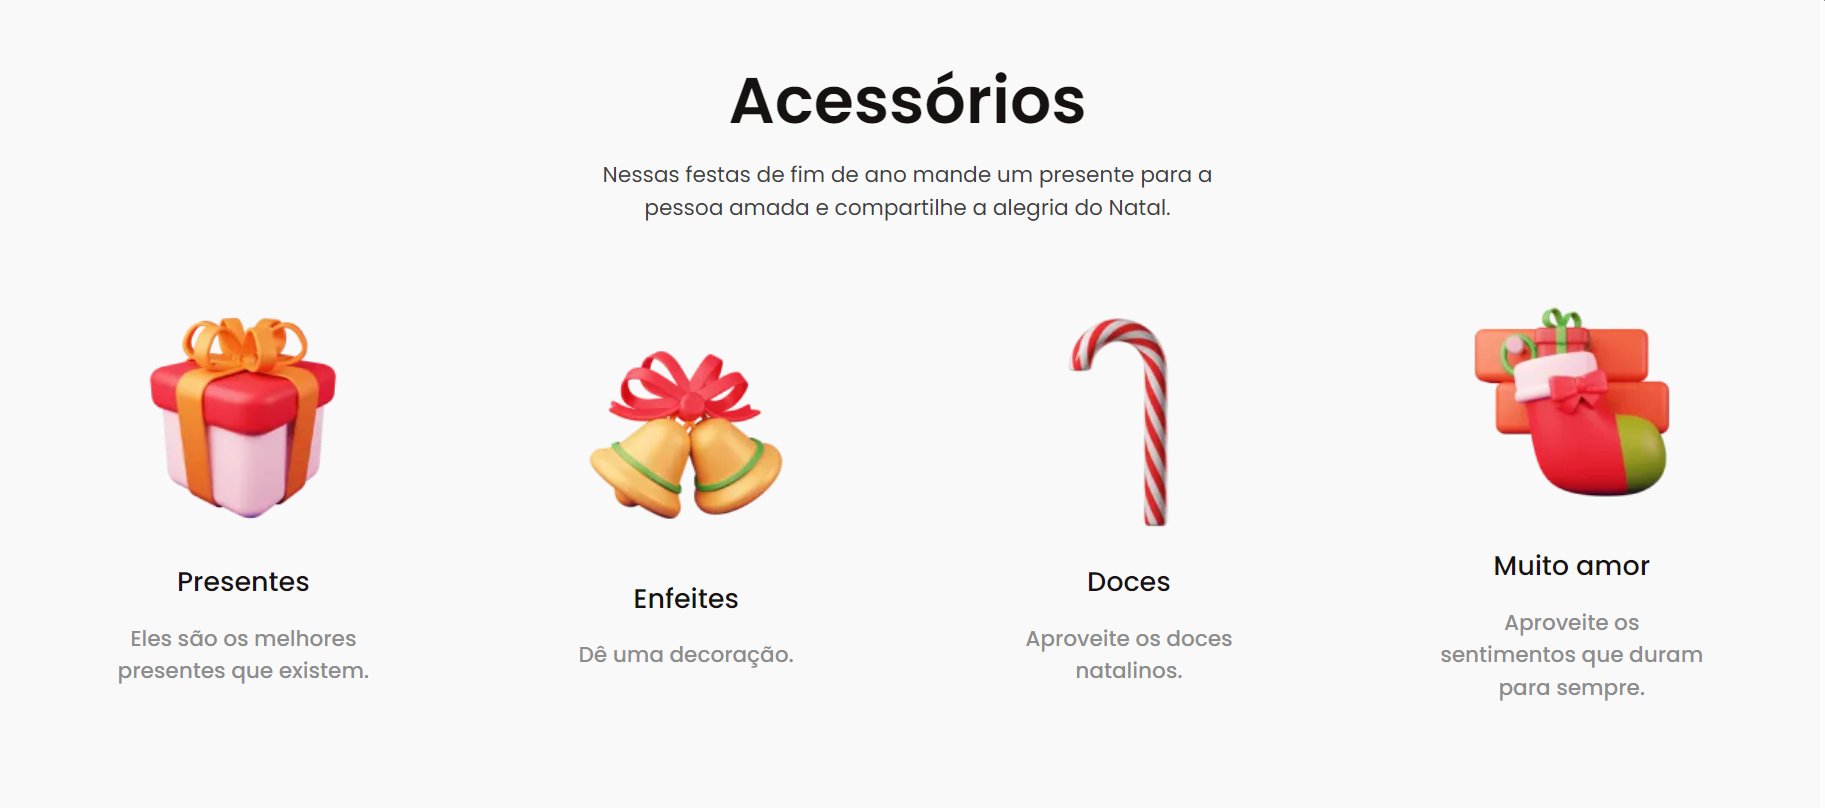 Acessórios
Nessas festas de fim de ano mande um presente para a
pessoa amada e compartilhe a alegria do Natal.
Presentes
Eles são os melhores
presentes que existem.
Enfeites
Dê uma decoração.
Doces
Aproveite os doces
natalinos.
Muito amor
Aproveite os
sentimentos que duram
para sempre.